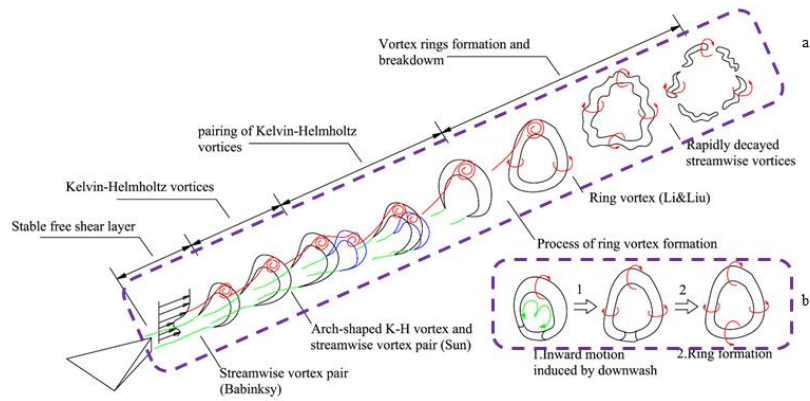 a
Vortex rings formation and
breakdowm
pairing of Kelvin-Helmholtz
vortices
Kelvin-Helmholtz vortices
Stable free shear layer
Rapidly decayed
streamwise vortices
Ring vortex (Li&Liu)
Process of ring vortex formation
b
1
2
Arch-shaped K-H vortex and
streamwise vortex pair (Sun)
1.Inward motion
induced by downwash
2.Ring formation
Streamwise vortex pair
(Babinksy)